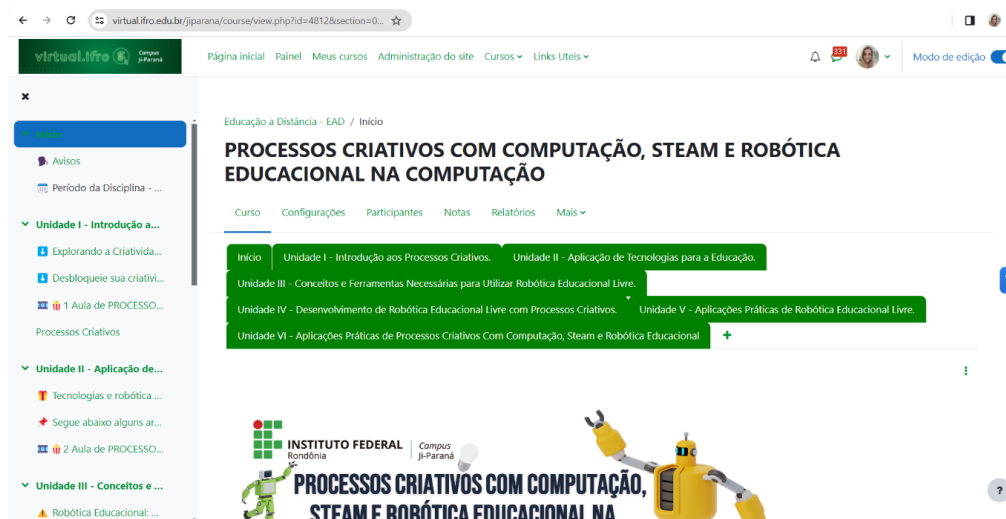 virtual.ifro.edu.br/jiparana/course/view.php?id=4812&section=0...
virtual.ifro Campus Ji-Paraná
Página inicial Painel Meus cursos Administração do site Cursos Links Uteis 331 Modo de edição
Início
Avisos
Período da Disciplina - ...
Unidade I - Introdução a...
Explorando a Criativida...
Desbloqueie sua criativi...
1 Aula de PROCESSO...
Processos Criativos
Unidade II - Aplicação de...
Tecnologias e robótica ...
Segue abaixo alguns ar...
2 Aula de PROCESSO...
Unidade III - Conceitos e ...
Robótica Educacional: ...
Educação a Distância - EAD / Início
PROCESSOS CRIATIVOS COM COMPUTAÇÃO, STEAM E ROBÓTICA
EDUCACIONAL NA COMPUTAÇÃO
Curso Configurações Participantes Notas Relatórios Mais
Início Unidade I - Introdução aos Processos Criativos. Unidade II - Aplicação de Tecnologias para a Educação.
Unidade III - Conceitos e Ferramentas Necessárias para Utilizar Robótica Educacional Livre.
Unidade IV - Desenvolvimento de Robótica Educacional Livre com Processos Criativos. Unidade V - Aplicações Práticas de Robótica Educacional Livre.
Unidade VI - Aplicações Práticas de Processos Criativos Com Computação, Steam e Robótica Educacional +
INSTITUTO FEDERAL Campus
Rondônia Ji-Paraná
PROCESSOS CRIATIVOS COM COMPUTAÇÃO,
STEAM E ROBÓTICA EDUCACIONAL NA
?